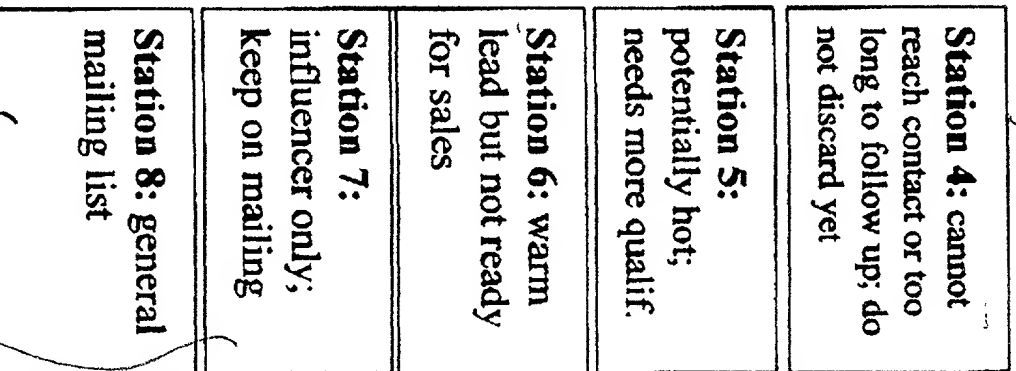 Station 4: cannot
reach contact or too
long to follow up; do
not discard yet
Station 5:
potentially hot;
needs more qualif.
Station 6: warm
lead but not ready
for sales
Station 7:
influencer only;
keep on mailing
Station 8: general
mailing list